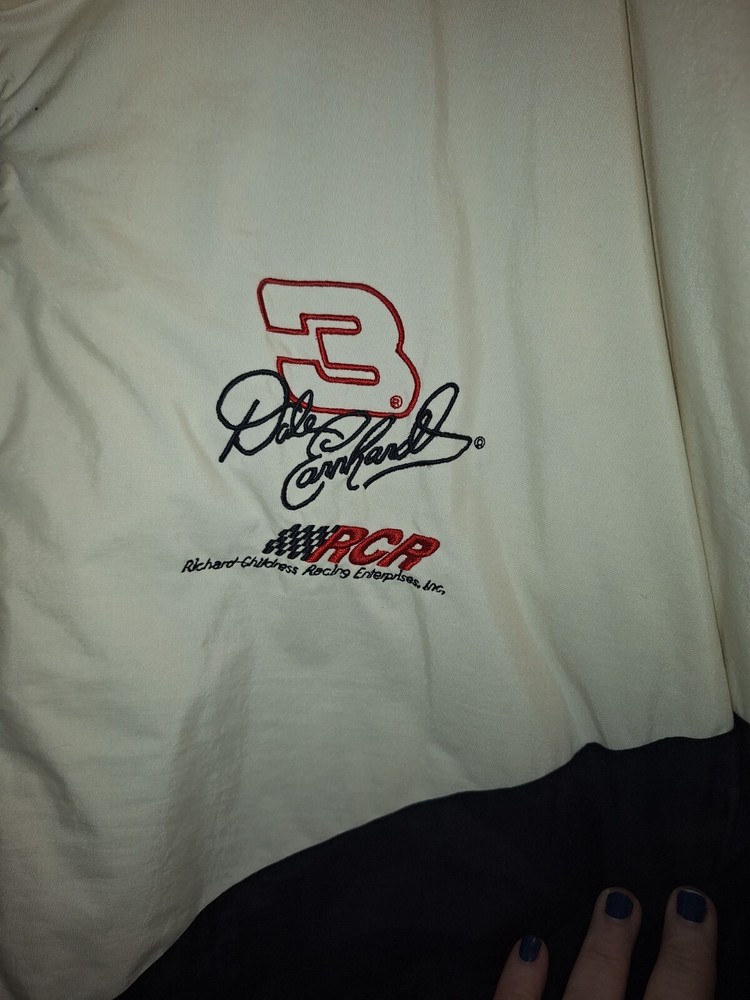 3 ®
Dale
Earnhardt ©
RCR
Richard Childress Racing Enterprises, Inc,